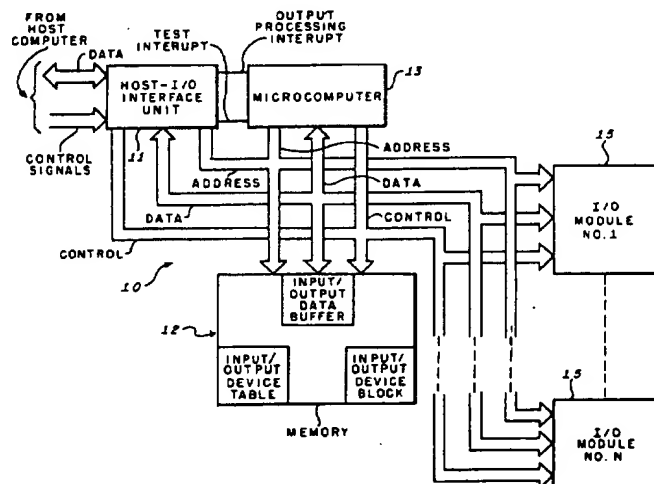 FROM
HOST
COMPUTER
DATA
TEST
INTERUPT
OUTPUT
PROCESSING
INTERUPT
HOST-I/O
INTERFACE
UNIT
11
MICROCOMPUTER
13
CONTROL
SIGNALS
ADDRESS
ADDRESS
DATA
DATA
CONTROL
CONTROL
10
15
I/O
MODULE
NO. 1
12
INPUT/
OUTPUT
DATA
BUFFER
INPUT/
OUTPUT
DEVICE
TABLE
INPUT/
OUTPUT
DEVICE
BLOCK
MEMORY
15
I/O
MODULE
NO. N